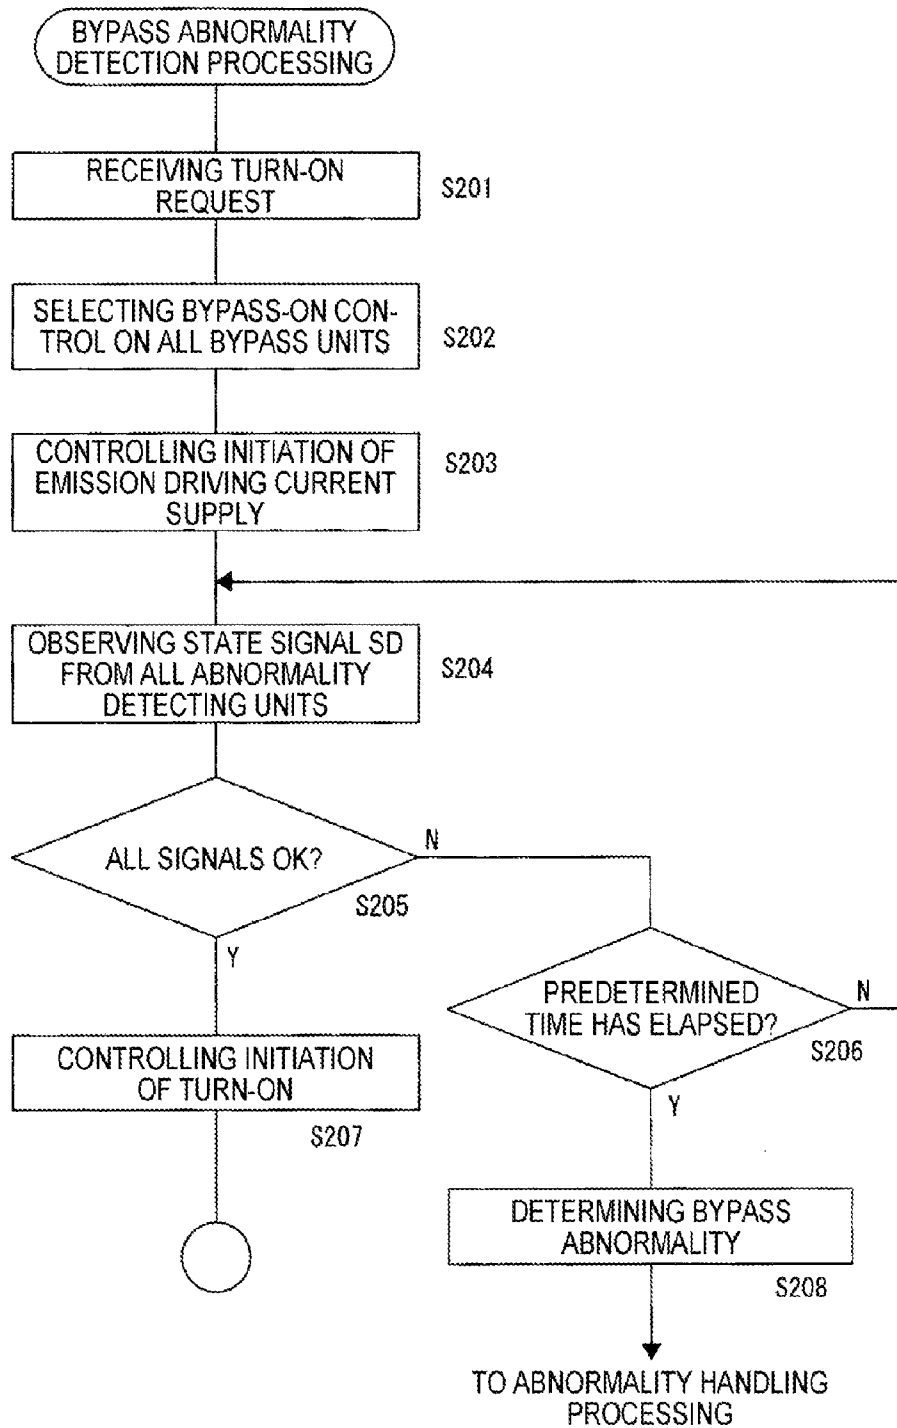 BYPASS ABNORMALITY
DETECTION PROCESSING
RECEIVING TURN-ON
REQUEST
S201
SELECTING BYPASS-ON CON-
TROL ON ALL BYPASS UNITS
S202
CONTROLLING INITIATION OF
EMISSION DRIVING CURRENT
SUPPLY
S203
OBSERVING STATE SIGNAL SD
FROM ALL ABNORMALITY
DETECTING UNITS
S204
ALL SIGNALS OK?
N
S205
Y
PREDETERMINED
TIME HAS ELAPSED?
N
S206
Y
CONTROLLING INITIATION
OF TURN-ON
S207
DETERMINING BYPASS
ABNORMALITY
S208
TO ABNORMALITY HANDLING
PROCESSING